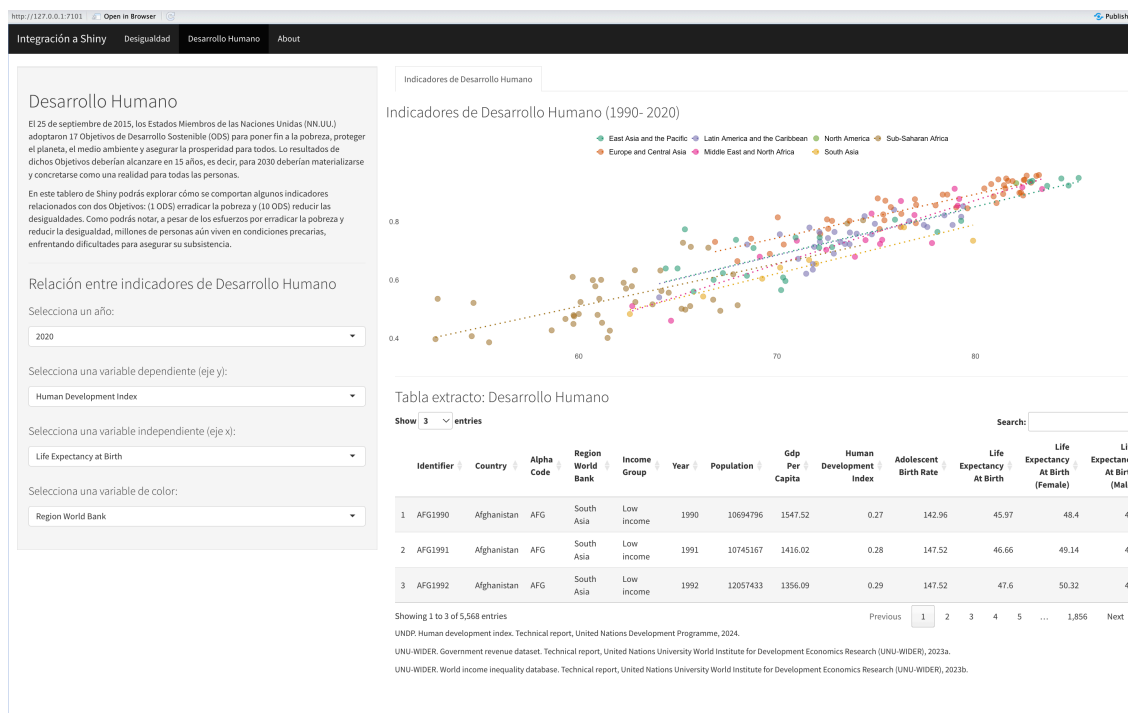 http://127.0.0.1:7101 Open in Browser Publish
Integración a Shiny Desigualdad Desarrollo Humano About
Desarrollo Humano
El 25 de septiembre de 2015, los Estados Miembros de las Naciones Unidas (NN.UU.)
adoptaron 17 Objetivos de Desarrollo Sostenible (ODS) para poner fin a la pobreza, proteger
el planeta, el medio ambiente y asegurar la prosperidad para todos. Lo resultados de
dichos Objetivos deberían alcanzare en 15 años, es decir, para 2030 deberían materializarse
y concretarse como una realidad para todas las personas.
En este tablero de Shiny podrás explorar cómo se comportan algunos indicadores
relacionados con dos Objetivos: (1 ODS) erradicar la pobreza y (10 ODS) reducir las
desigualdades. Como podrás notar, a pesar de los esfuerzos por erradicar la pobreza y
reducir la desigualdad, millones de personas aún viven en condiciones precarias,
enfrentando dificultades para asegurar su subsistencia.
Relación entre indicadores de Desarrollo Humano
Selecciona un año:
2020
Selecciona una variable dependiente (eje y):
Human Development Index
Selecciona una variable independiente (eje x):
Life Expectancy at Birth
Selecciona una variable de color:
Region World Bank
Indicadores de Desarrollo Humano
Indicadores de Desarrollo Humano (1990- 2020)
East Asia and the Pacific Latin America and the Caribbean North America Sub-Saharan Africa
Europe and Central Asia Middle East and North Africa South Asia
0.8
0.6
0.4
60 70 80
Tabla extracto: Desarrollo Humano
Show 3 entries Search:
Identifier Country Alpha Code Region World Bank Income Group Year Population Gdp Per Capita Human Development Index Adolescent Birth Rate Life Expectancy At Birth Life Expectancy At Birth (Female)
1 AFG1990 Afghanistan AFG South Asia Low income 1990 10694796 1547.52 0.27 142.96 45.97 48.4
2 AFG1991 Afghanistan AFG South Asia Low income 1991 10745167 1416.02 0.28 147.52 46.66 49.14
3 AFG1992 Afghanistan AFG South Asia Low income 1992 12057433 1356.09 0.29 147.52 47.6 50.32
Showing 1 to 3 of 5,568 entries Previous 1 2 3 4 5 … 1,856 Next
UNDP. Human development index. Technical report, United Nations Development Programme, 2024.
UNU-WIDER. Government revenue dataset. Technical report, United Nations University World Institute for Development Economics Research (UNU-WIDER), 2023a.
UNU-WIDER. World income inequality database. Technical report, United Nations University World Institute for Development Economics Research (UNU-WIDER), 2023b.